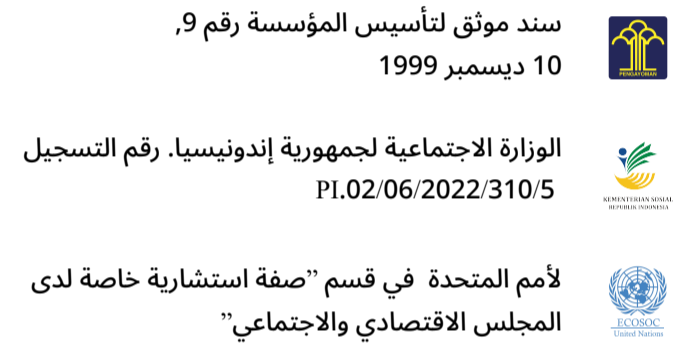 سند موثق لتأسيس المؤسسة رقم 9,
10 ديسمبر 1999
PENGAYOMAN
الوزارة الاجتماعية لجمهورية إندونيسيا. رقم التسجيل
PI.02/06/2022/310/5
KEMENTERIAN SOSIAL
REPUBLIK INDONESIA
لأمم المتحدة في قسم ”صفة استشارية خاصة لدى
المجلس الاقتصادي والاجتماعي”
ECOSOC
United Nations